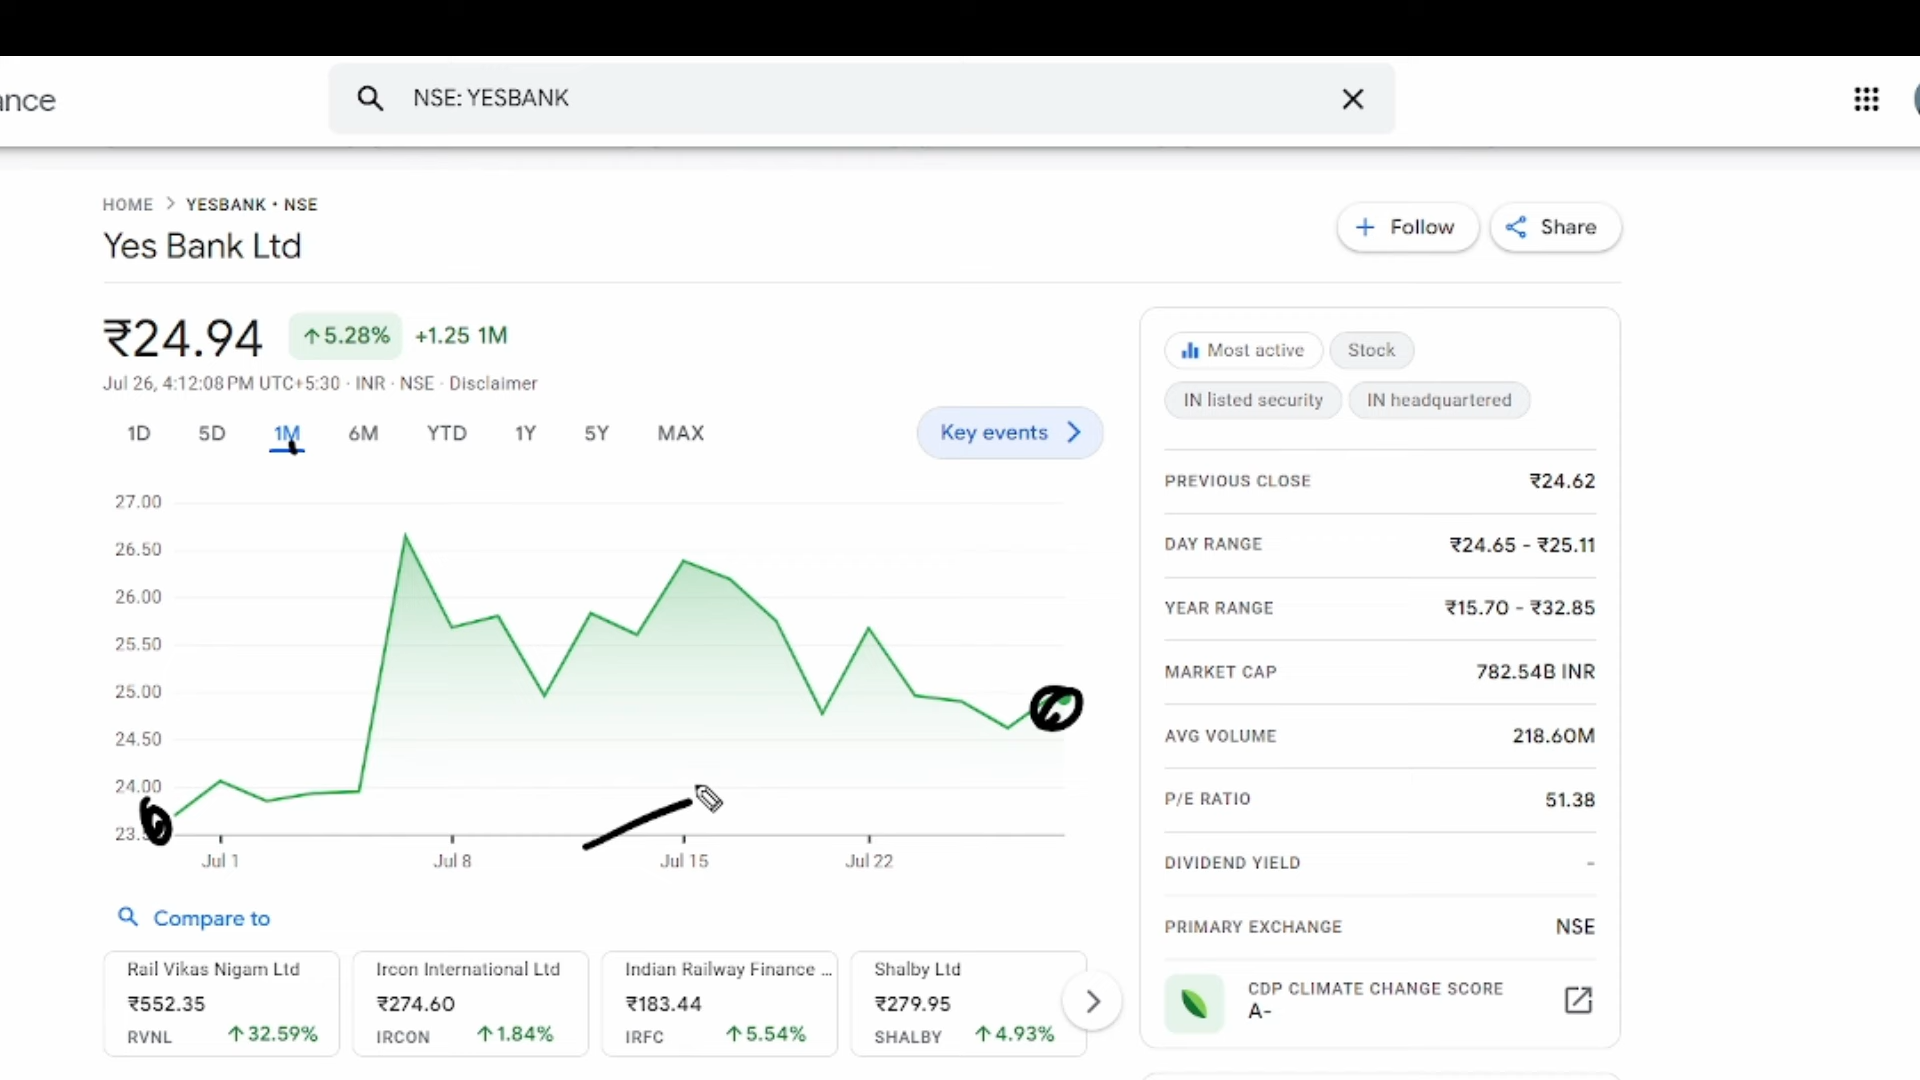 ance
NSE: YESBANK
HOME > YESBANK • NSE
Yes Bank Ltd
+ Follow
Share
₹24.94 ↑5.28% +1.25 1M
Jul 26, 4:12:08 PM UTC+5:30 · INR · NSE · Disclaimer
1D 5D 1M 6M YTD 1Y 5Y MAX
Key events >
27.00
26.50
26.00
25.50
25.00
24.50
24.00
23.
Jul 1 Jul 8 Jul 15 Jul 22
Compare to
Rail Vikas Nigam Ltd
₹552.35
RVNL ↑32.59%
Ircon International Ltd
₹274.60
IRCON ↑1.84%
Indian Railway Finance ...
₹183.44
IRFC ↑5.54%
Shalby Ltd
₹279.95
SHALBY ↑4.93%
Most active
Stock
IN listed security
IN headquartered
PREVIOUS CLOSE ₹24.62
DAY RANGE ₹24.65 - ₹25.11
YEAR RANGE ₹15.70 - ₹32.85
MARKET CAP 782.54B INR
AVG VOLUME 218.60M
P/E RATIO 51.38
DIVIDEND YIELD -
PRIMARY EXCHANGE NSE
CDP CLIMATE CHANGE SCORE
A-